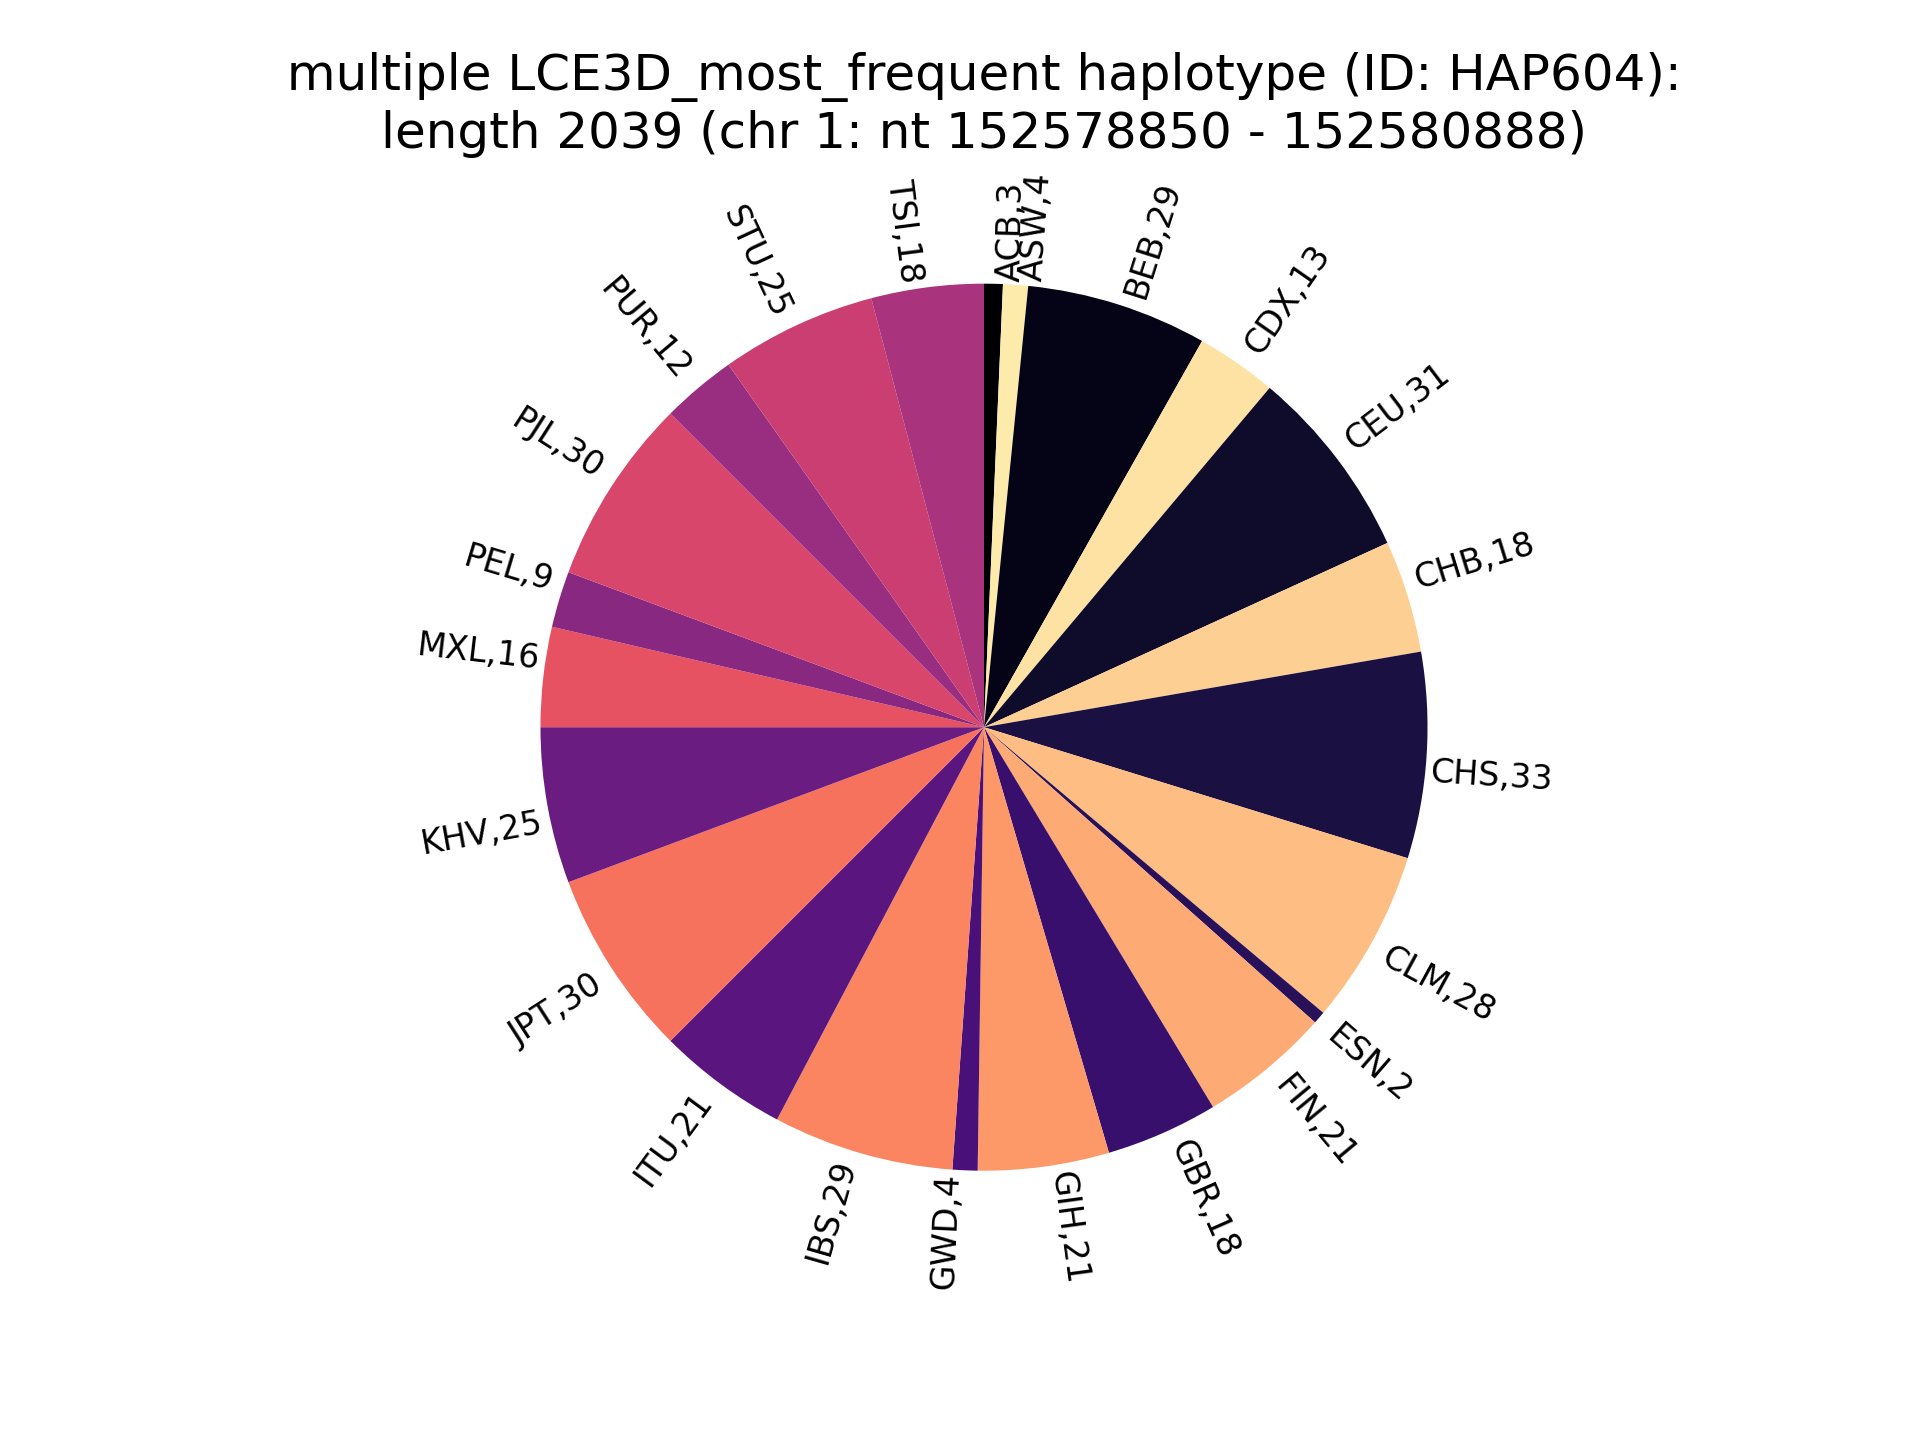 multiple LCE3D_most_frequent haplotype (ID: HAP604):
length 2039 (chr 1: nt 152578850 - 152580888)
ACB,3
ASW,4
BEB,29
CDX,13
CEU,31
CHB,18
CHS,33
CLM,28
ESN,2
FIN,21
GBR,18
GIH,21
GWD,4
IBS,29
ITU,21
JPT,30
KHV,25
MXL,16
PEL,9
PJL,30
PUR,12
STU,25
TSI,18